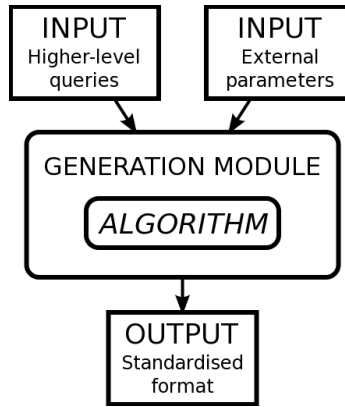 INPUT
Higher-level
queries
INPUT
External
parameters
GENERATION MODULE
ALGORITHM
OUTPUT
Standardised
format